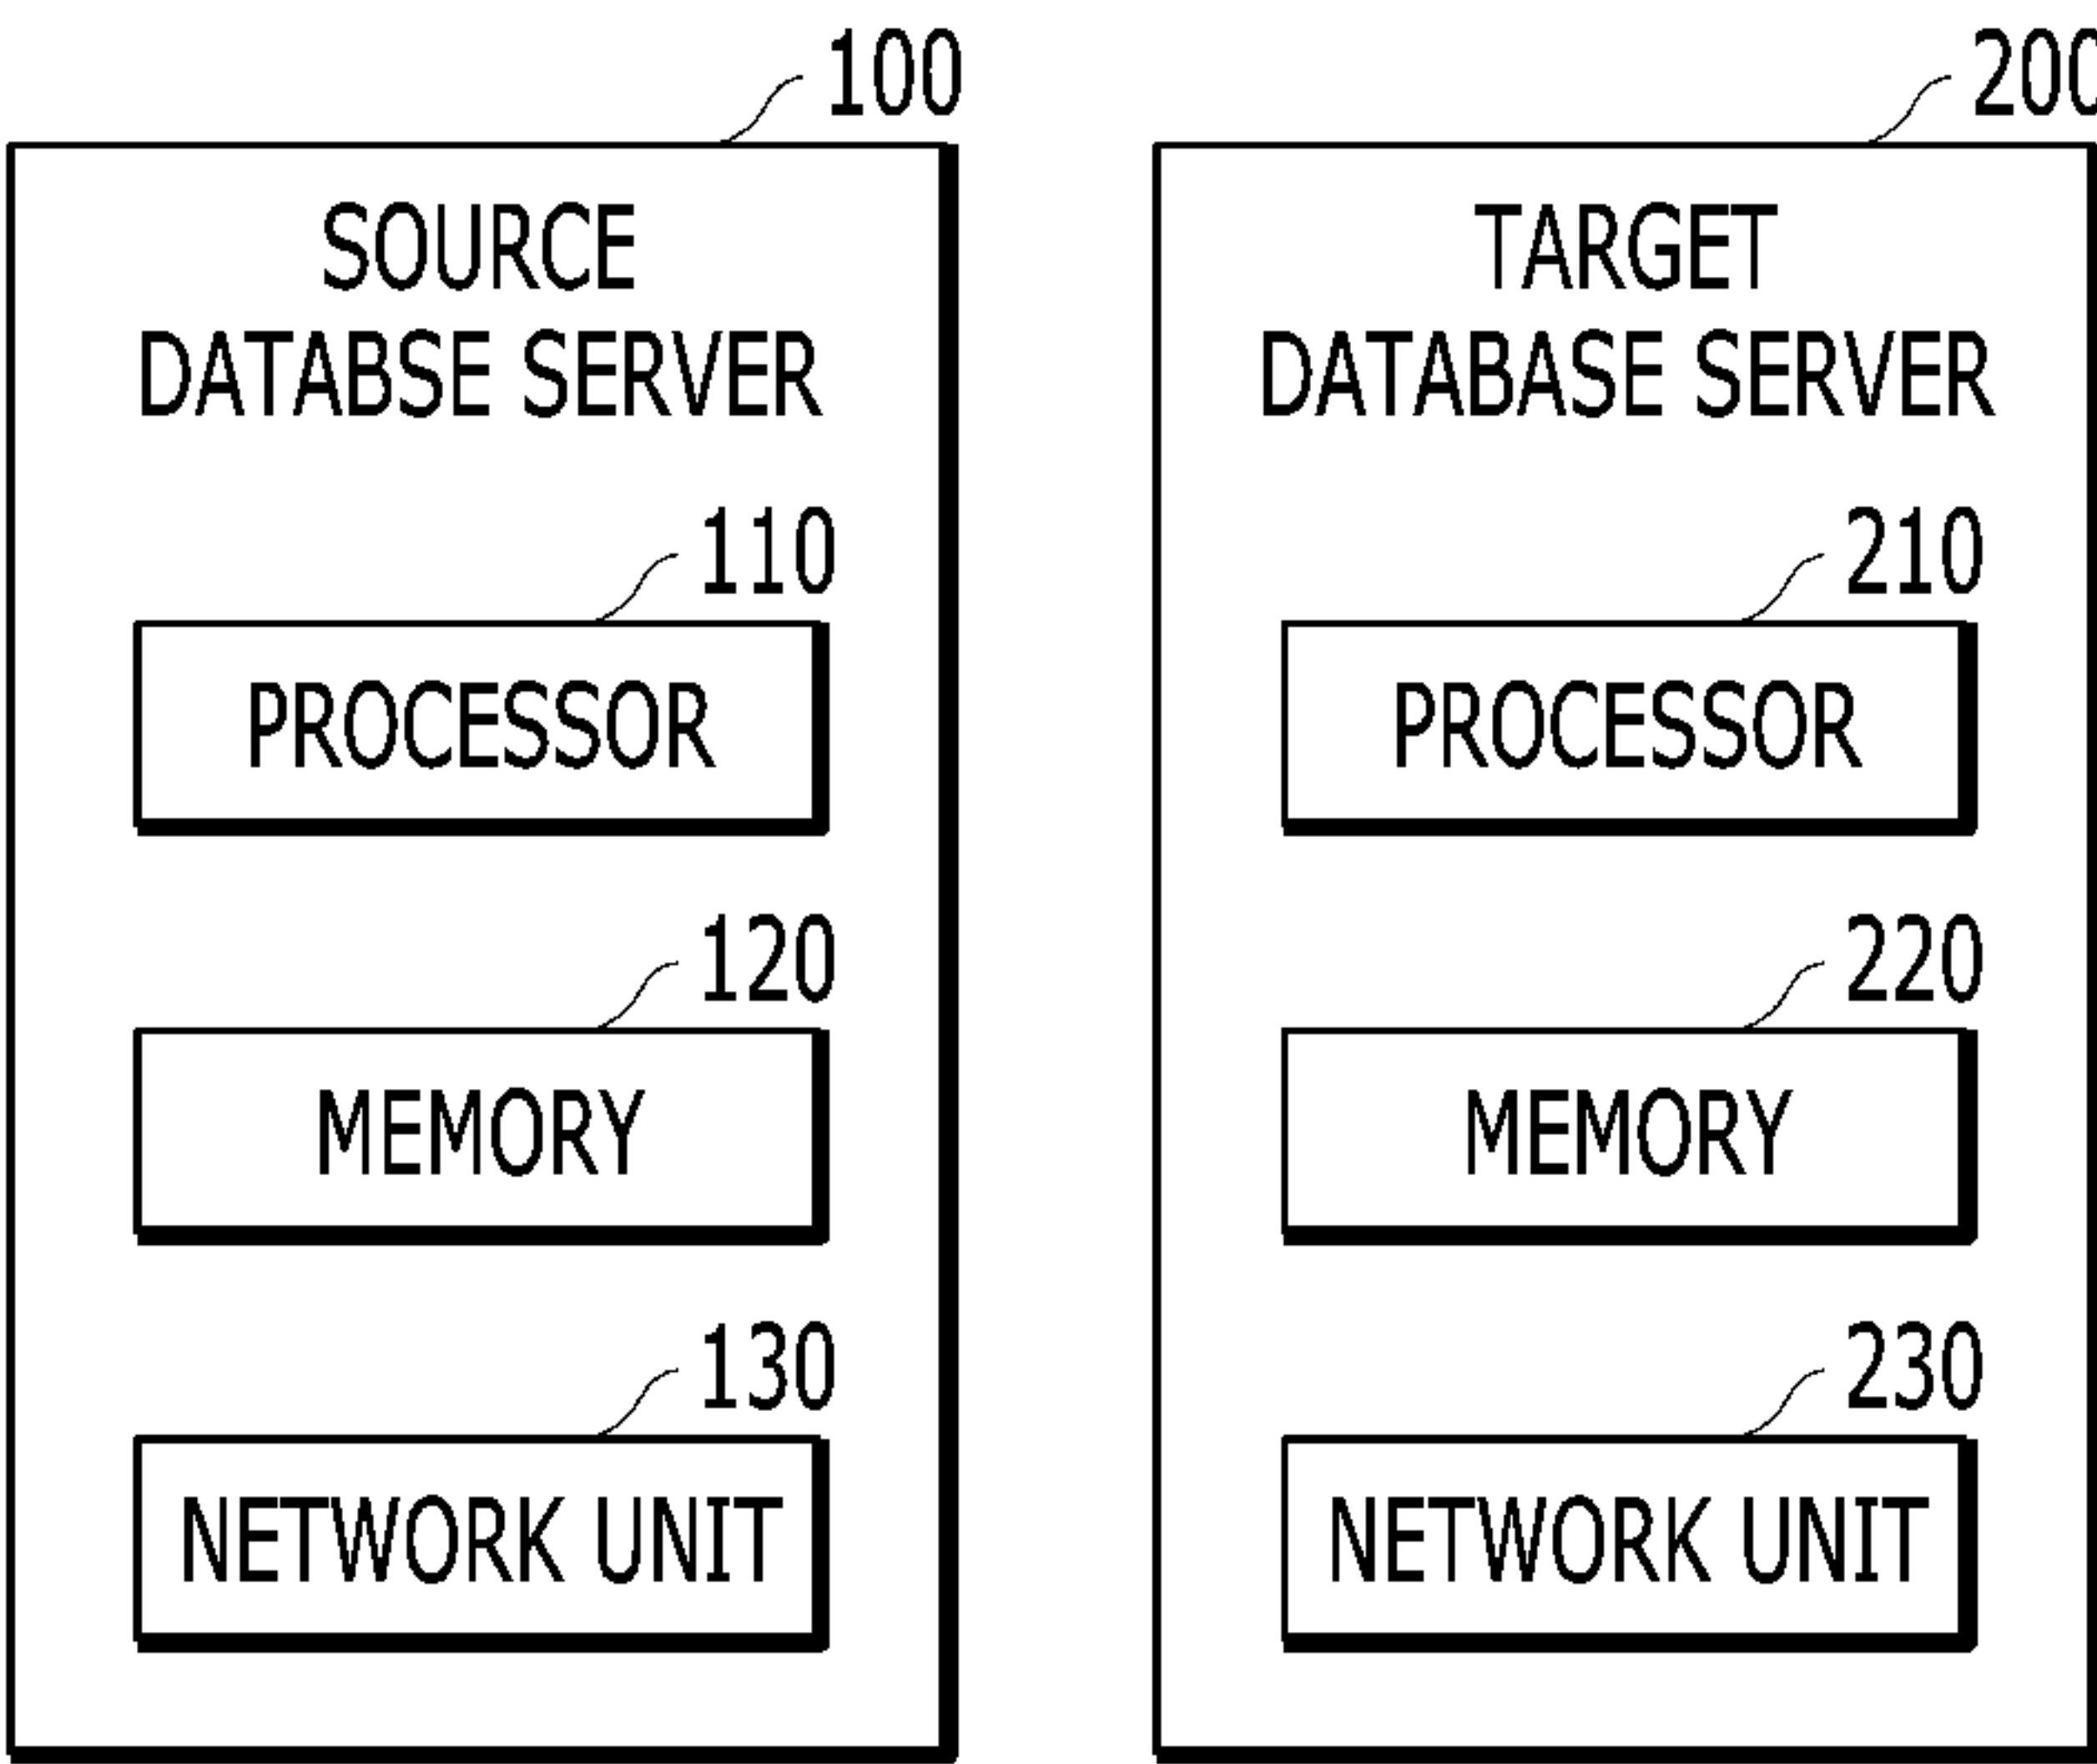 100
SOURCE
DATABSE SERVER
110
PROCESSOR
120
MEMORY
130
NETWORK UNIT
200
TARGET
DATABASE SERVER
210
PROCESSOR
220
MEMORY
230
NETWORK UNIT